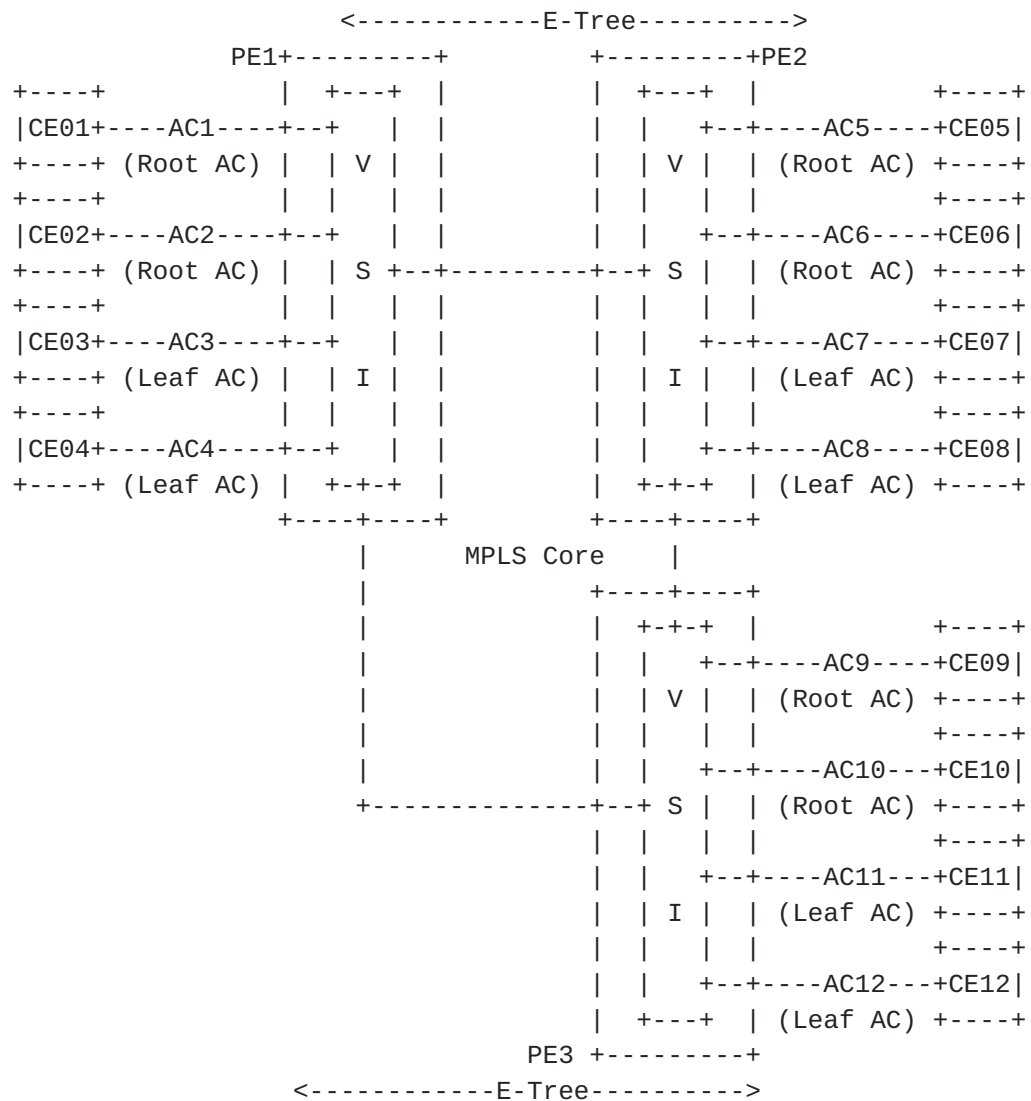 <------------E-Tree---------->
              PE1+---------+         +---------+PE2
+----+           |  +---+  |         |  +---+  |           +----+
|CE01+----AC1----+--+   |  |         |  |   +--+----AC5----+CE05|
+----+ (Root AC) |  | V |  |         |  | V |  | (Root AC) +----+
+----+           |  |   |  |         |  |   |  |           +----+
|CE02+----AC2----+--+   |  |         |  |   +--+----AC6----+CE06|
+----+ (Root AC) |  | S +--+---------+--+ S |  | (Root AC) +----+
+----+           |  |   |  |         |  |   |  |           +----+
|CE03+----AC3----+--+   |  |         |  |   +--+----AC7----+CE07|
+----+ (Leaf AC) |  | I |  |         |  | I |  | (Leaf AC) +----+
+----+           |  |   |  |         |  |   |  |           +----+
|CE04+----AC4----+--+   |  |         |  |   +--+----AC8----+CE08|
+----+ (Leaf AC) |  +-+-+  |         |  +-+-+  | (Leaf AC) +----+
                 +----+----+         +----+----+
                      |      MPLS Core    |
                      |              +----+----+
                      |              |  +-+-+  |           +----+
                      |              |  |   +--+----AC9----+CE09|
                      |              |  | V |  | (Root AC) +----+
                      |              |  |   |  |           +----+
                      |              |  |   +--+----AC10---+CE10|
                      +--------------+--+ S |  | (Root AC) +----+
                                     |  |   |  |           +----+
                                     |  |   +--+----AC11---+CE11|
                                     |  | I |  | (Leaf AC) +----+
                                     |  |   |  |           +----+
                                     |  |   +--+----AC12---+CE12|
                                     |  +---+  | (Leaf AC) +----+
                                 PE3 +---------+
                  <------------E-Tree---------->